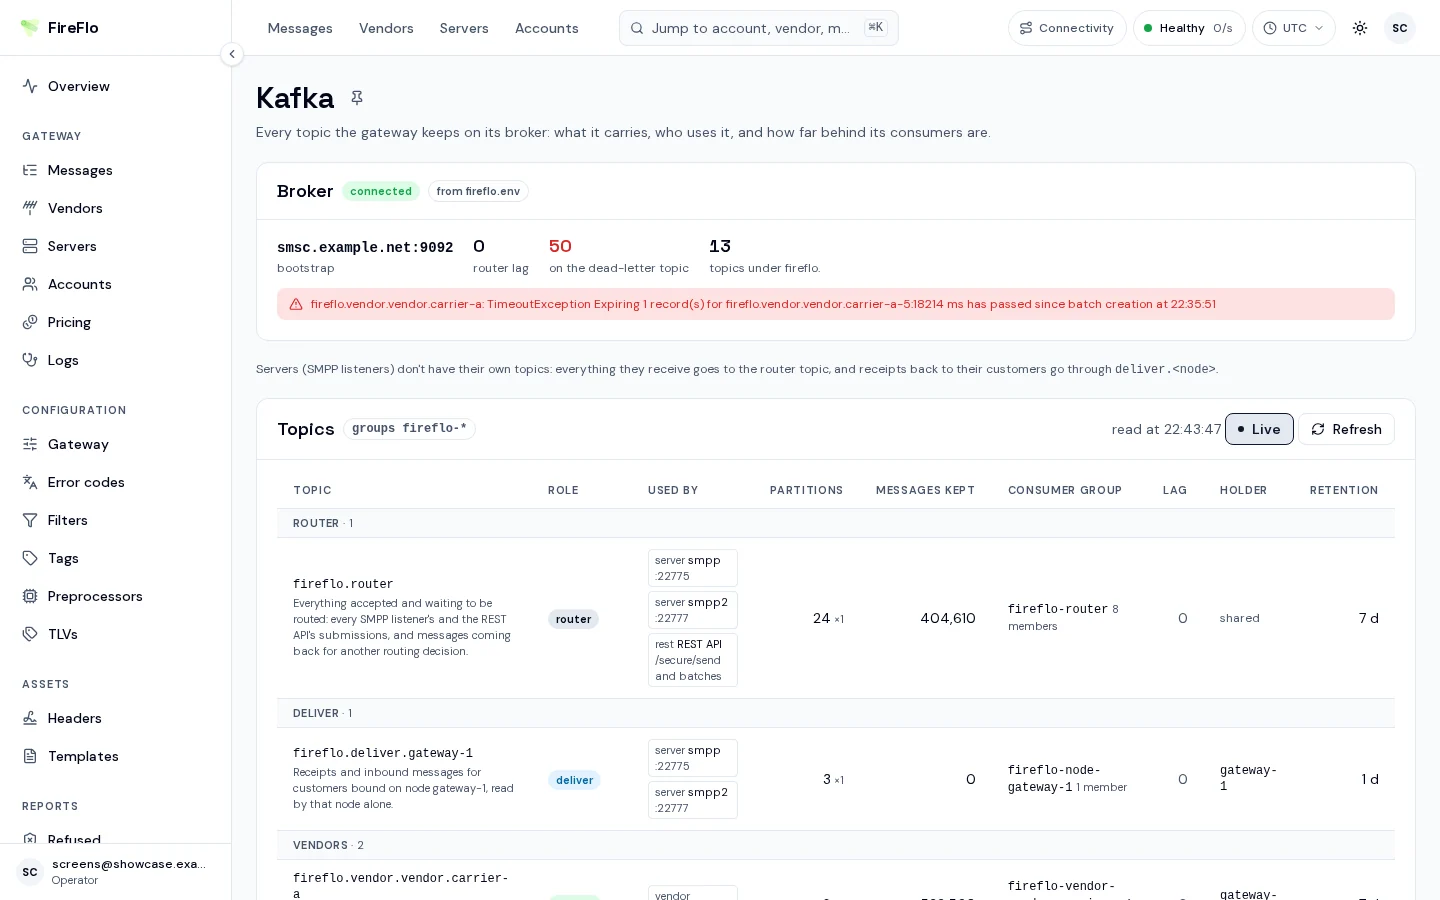 FireFlo
Messages
Vendors
Servers
Accounts
Jump to account, vendor, m...
⌘K
Connectivity
Healthy 0/s
UTC
SC
Overview
GATEWAY
Messages
Vendors
Servers
Accounts
Pricing
Logs
CONFIGURATION
Gateway
Error codes
Filters
Tags
Preprocessors
TLVs
ASSETS
Headers
Templates
REPORTS
Refused
SC
screens@showcase.exa...
Operator
Kafka
Every topic the gateway keeps on its broker: what it carries, who uses it, and how far behind its consumers are.
Broker connected from fireflo.env
smsc.example.net:9092 0 50 13
bootstrap router lag on the dead-letter topic topics under fireflo.
fireflo.vendor.vendor.carrier-a: TimeoutException Expiring 1 record(s) for fireflo.vendor.vendor.carrier-a-5:18214 ms has passed since batch creation at 22:35:51
Servers (SMPP listeners) don't have their own topics: everything they receive goes to the router topic, and receipts back to their customers go through deliver.<node>.
Topics groups fireflo-* read at 22:43:47 Live Refresh
TOPIC ROLE USED BY PARTITIONS MESSAGES KEPT CONSUMER GROUP LAG HOLDER RETENTION
ROUTER · 1
fireflo.router
Everything accepted and waiting to be
routed: every SMPP listener's and the REST
API's submissions, and messages coming
back for another routing decision.
router
server smpp
:22775
server smpp2
:22777
rest REST API
/secure/send
and batches
24 ×1
404,610
fireflo-router 8
members
0
shared
7 d
DELIVER · 1
fireflo.deliver.gateway-1
Receipts and inbound messages for
customers bound on node gateway-1, read
by that node alone.
deliver
server smpp
:22775
server smpp2
:22777
3 ×1
0
fireflo-node-
gateway-1 1 member
0
gateway-
1
1 d
VENDORS · 2
fireflo.vendor.vendor.carrier-
a
vendor
fireflo-vendor-
gateway-